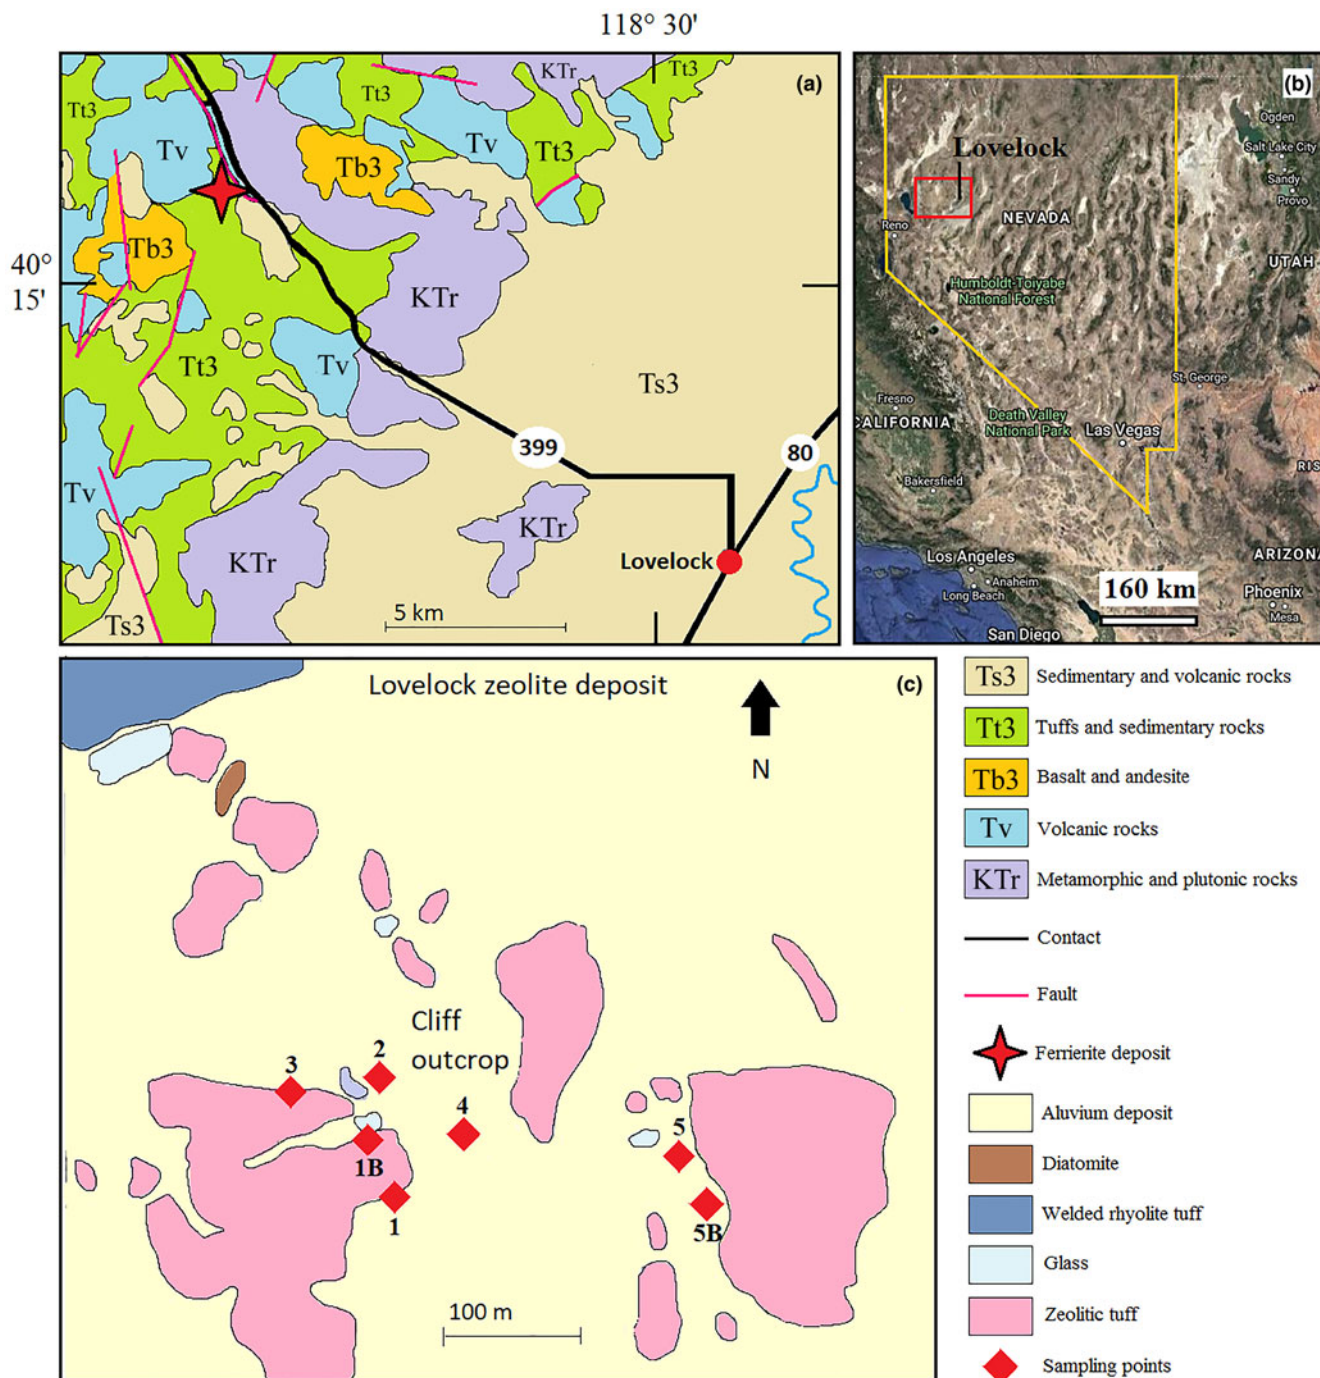 118° 30'
(a)
KTr
Tt3
Tt3
Tt3
Tv
Tv
Tt3
Tb3
Tb3
40°
15'
KTr
Tt3
Tv
Ts3
399
80
Tv
KTr
KTr
Lovelock
Ts3
5 km
(b)
Ogden
Lovelock
Salt Lake City
Sandy
Provo
NEVADA
Reno
UTAH
Humboldt-Toiyabe
National Forest
St. George
Fresno
Death Valley
National Park
Las Vegas
CALIFORNIA
RIS
Bakersfield
Los Angeles
ARIZONA
Anaheim
Long Beach
160 km
Phoenix
Mesa
San Diego
Lovelock zeolite deposit
(c)
N
Cliff
outcrop
3
2
4
5
1B
1
5B
100 m
Ts3 Sedimentary and volcanic rocks
Tt3 Tuffs and sedimentary rocks
Tb3 Basalt and andesite
Tv Volcanic rocks
KTr Metamorphic and plutonic rocks
Contact
Fault
Ferrierite deposit
Aluvium deposit
Diatomite
Welded rhyolite tuff
Glass
Zeolitic tuff
Sampling points